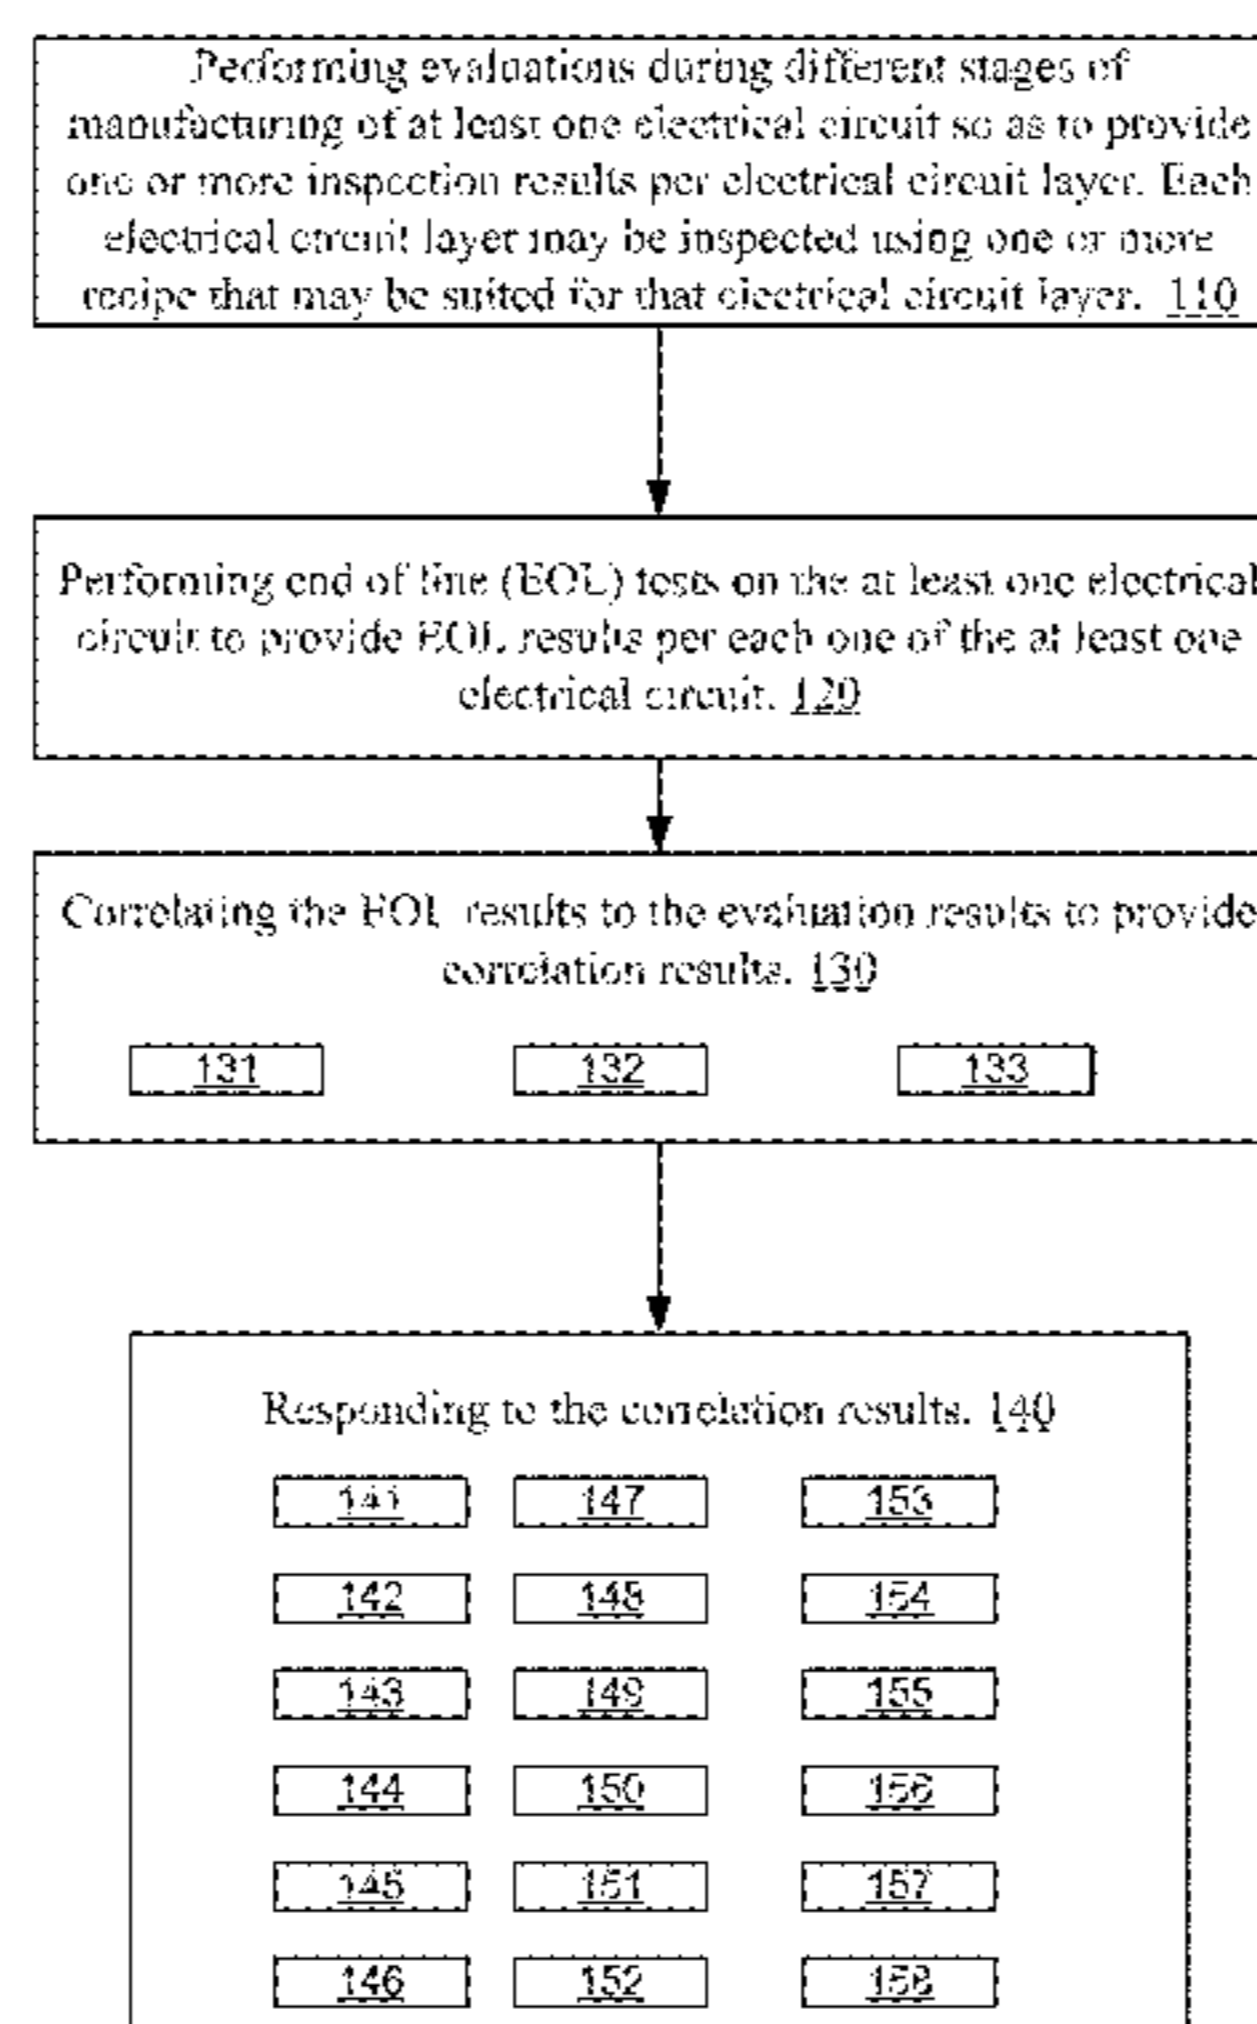 Performing evaluations during different stages of
manufacturing of at least one electrical circuit so as to provide
one or more inspection results per electrical circuit layer. Each
electrical circuit layer may be inspected using one or more
recipe that may be suited for that electrical circuit layer. 110
Performing end of line (EOL) tests on the at least one electrical
circuit to provide EOL results per each one of the at least one
electrical circuit. 120
Correlating the EOL results to the evaluation results to provide
correlation results. 130
131 132 133
Responding to the correlation results. 140
141 147 153
142 148 154
143 149 155
144 150 156
145 151 157
146 152 158